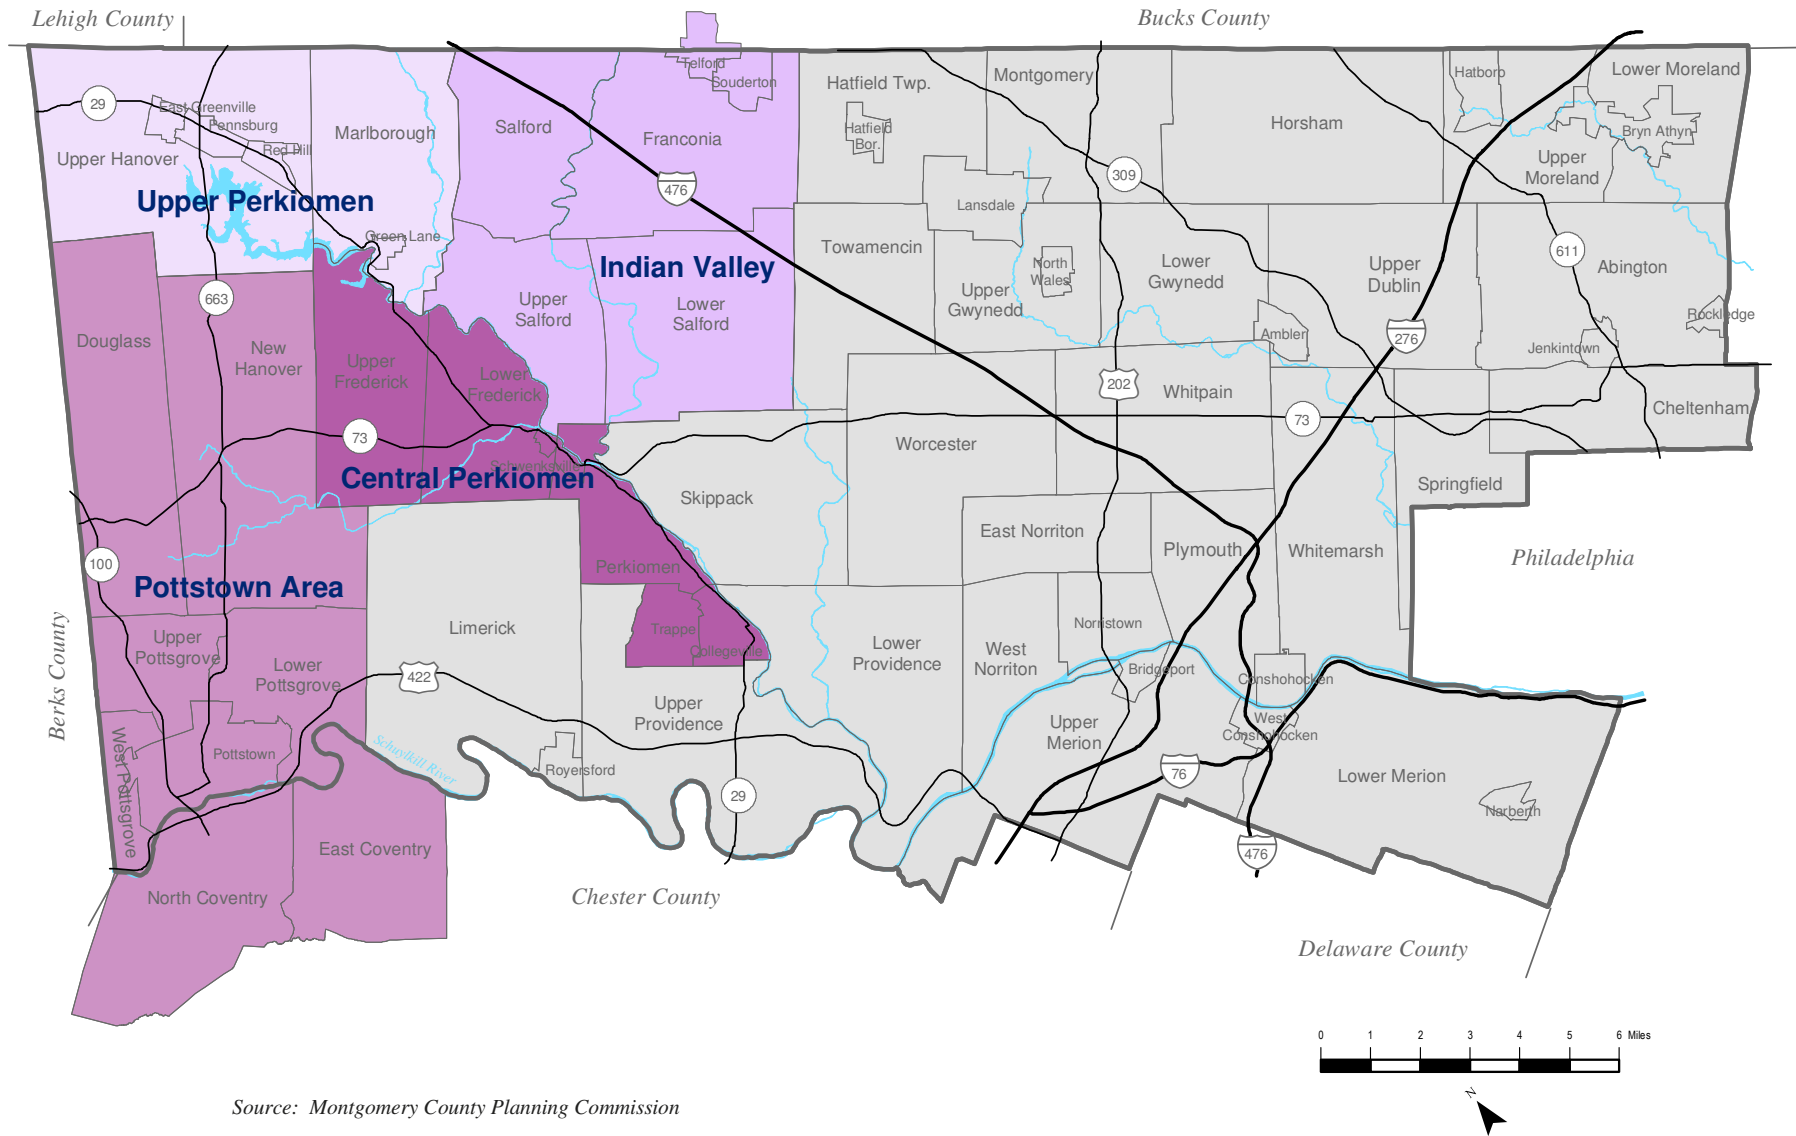 Lehigh County
Bucks County
Telford
Souderton
Hatfield Twp.
Montgomery
Hatboro
Lower Moreland
29
East Greenville
Pennsburg
Red Hill
Upper Hanover
Marlborough
Salford
Franconia
Hatfield
Bor.
Horsham
Bryn Athyn
Upper
Moreland
309
476
Upper Perkiomen
Green Lane
Lansdale
Towamencin
North
Wales
Indian Valley
Lower
Gwynedd
Upper
Dublin
611
Abington
663
Upper
Salford
Lower
Salford
Upper
Gwynedd
Ambler
276
Rockledge
Jenkintown
Douglass
New
Hanover
Upper
Frederick
Lower
Frederick
202
Whitpain
Cheltenham
73
73
Worcester
Schwenksville
Central Perkiomen
Skippack
Springfield
East Norriton
Plymouth
Whitemarsh
Philadelphia
100
Perkiomen
Pottstown Area
Berks County
Limerick
Trappe
Collegeville
Norristown
Upper
Pottsgrove
Lower
Pottsgrove
Lower
Providence
West
Norriton
Bridgeport
Conshohocken
422
Upper
Providence
West
Conshohocken
Upper
Merion
West Pottsgrove
Pottstown
Schuylkill River
Royersford
76
Lower Merion
29
Narberth
East Coventry
476
North Coventry
Chester County
Delaware County
0 1 2 3 4 5 6 Miles
N
Source: Montgomery County Planning Commission